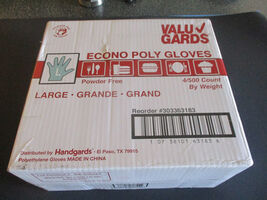 VALU
GARDS
ECONO POLY GLOVES
Powder Free
4/500 Count
By Weight
LARGE • GRANDE • GRAND
Reorder #303363183
Distributed by Handgards® - El Paso, TX 79915
Polyethylene Gloves MADE IN CHINA